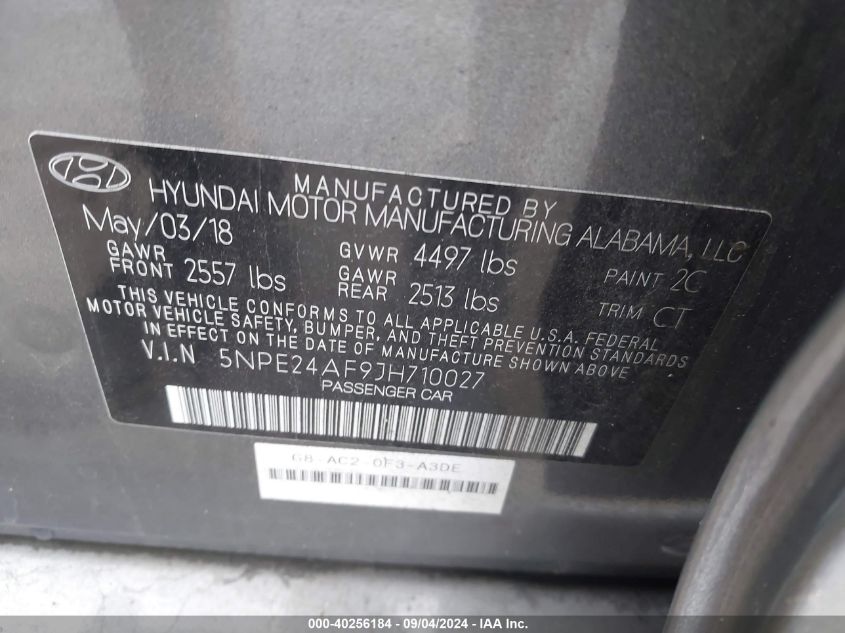 MANUFACTURED BY
HYUNDAI MOTOR MANUFACTURING ALABAMA, LLC
May/03/18
GAWR FRONT 2557 lbs
GVWR 4497 lbs
GAWR REAR 2513 lbs
PAINT 2C
TRIM CT
THIS VEHICLE CONFORMS TO ALL APPLICABLE U.S.A. FEDERAL
MOTOR VEHICLE SAFETY, BUMPER, AND THEFT PREVENTION STANDARDS
IN EFFECT ON THE DATE OF MANUFACTURE SHOWN ABOVE
V.I.N 5NPE24AF9JH710027
PASSENGER CAR
G8-AC2-0F3-A3DE
000-40256184 - 09/04/2024 - IAA Inc.